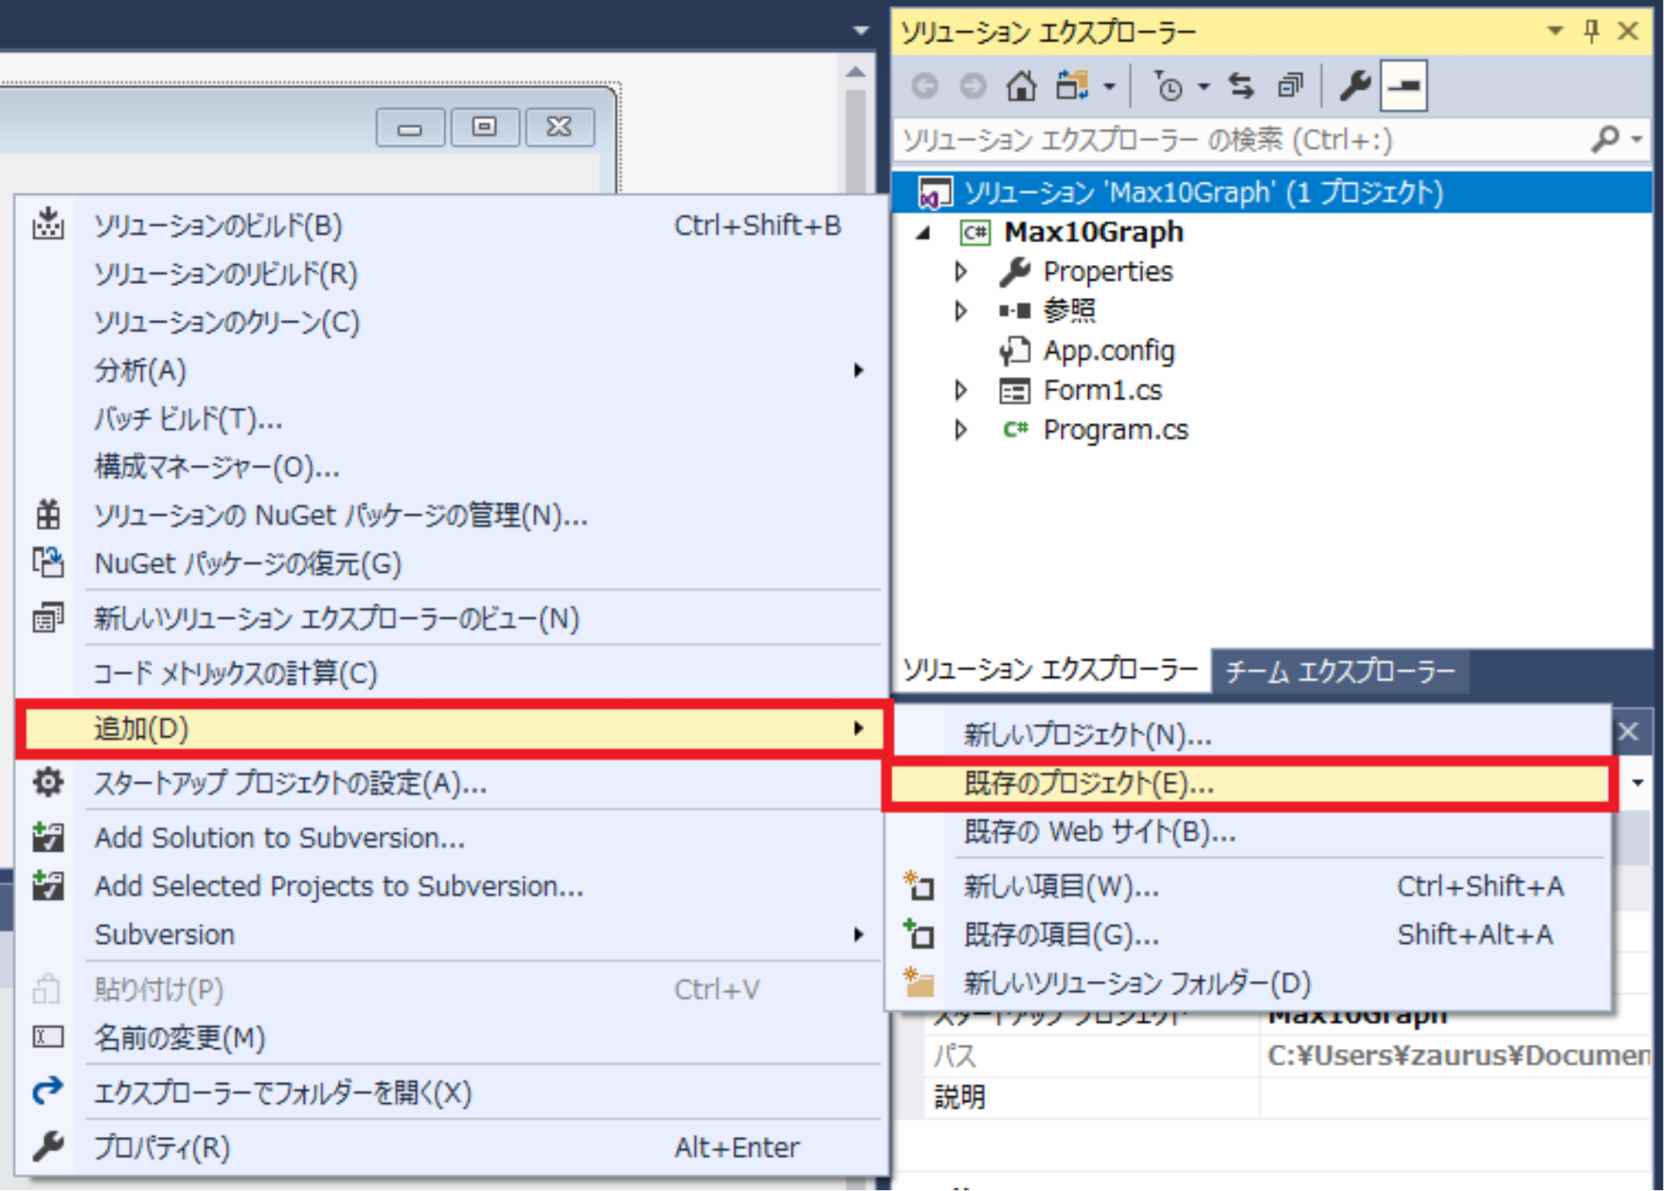 ソリューション エクスプローラー
ソリューション エクスプローラー の検索 (Ctrl+:)
ソリューション 'Max10Graph' (1 プロジェクト)
C# Max10Graph
Properties
参照
App.config
Form1.cs
C# Program.cs
ソリューション エクスプローラー
チーム エクスプローラー
ソリューションのビルド(B) Ctrl+Shift+B
ソリューションのリビルド(R)
ソリューションのクリーン(C)
分析(A)
バッチ ビルド(T)...
構成マネージャー(O)...
ソリューションの NuGet パッケージの管理(N)...
NuGet パッケージの復元(G)
新しいソリューション エクスプローラーのビュー(N)
コード メトリックスの計算(C)
追加(D)
スタートアップ プロジェクトの設定(A)...
Add Solution to Subversion...
Add Selected Projects to Subversion...
Subversion
貼り付け(P) Ctrl+V
名前の変更(M)
エクスプローラーでフォルダーを開く(X)
プロパティ(R) Alt+Enter
新しいプロジェクト(N)...
既存のプロジェクト(E)...
既存の Web サイト(B)...
新しい項目(W)... Ctrl+Shift+A
既存の項目(G)... Shift+Alt+A
新しいソリューション フォルダー(D)
スタートアップ プロジェクト Max10Graph
パス C:¥Users¥zaurus¥Documen
説明